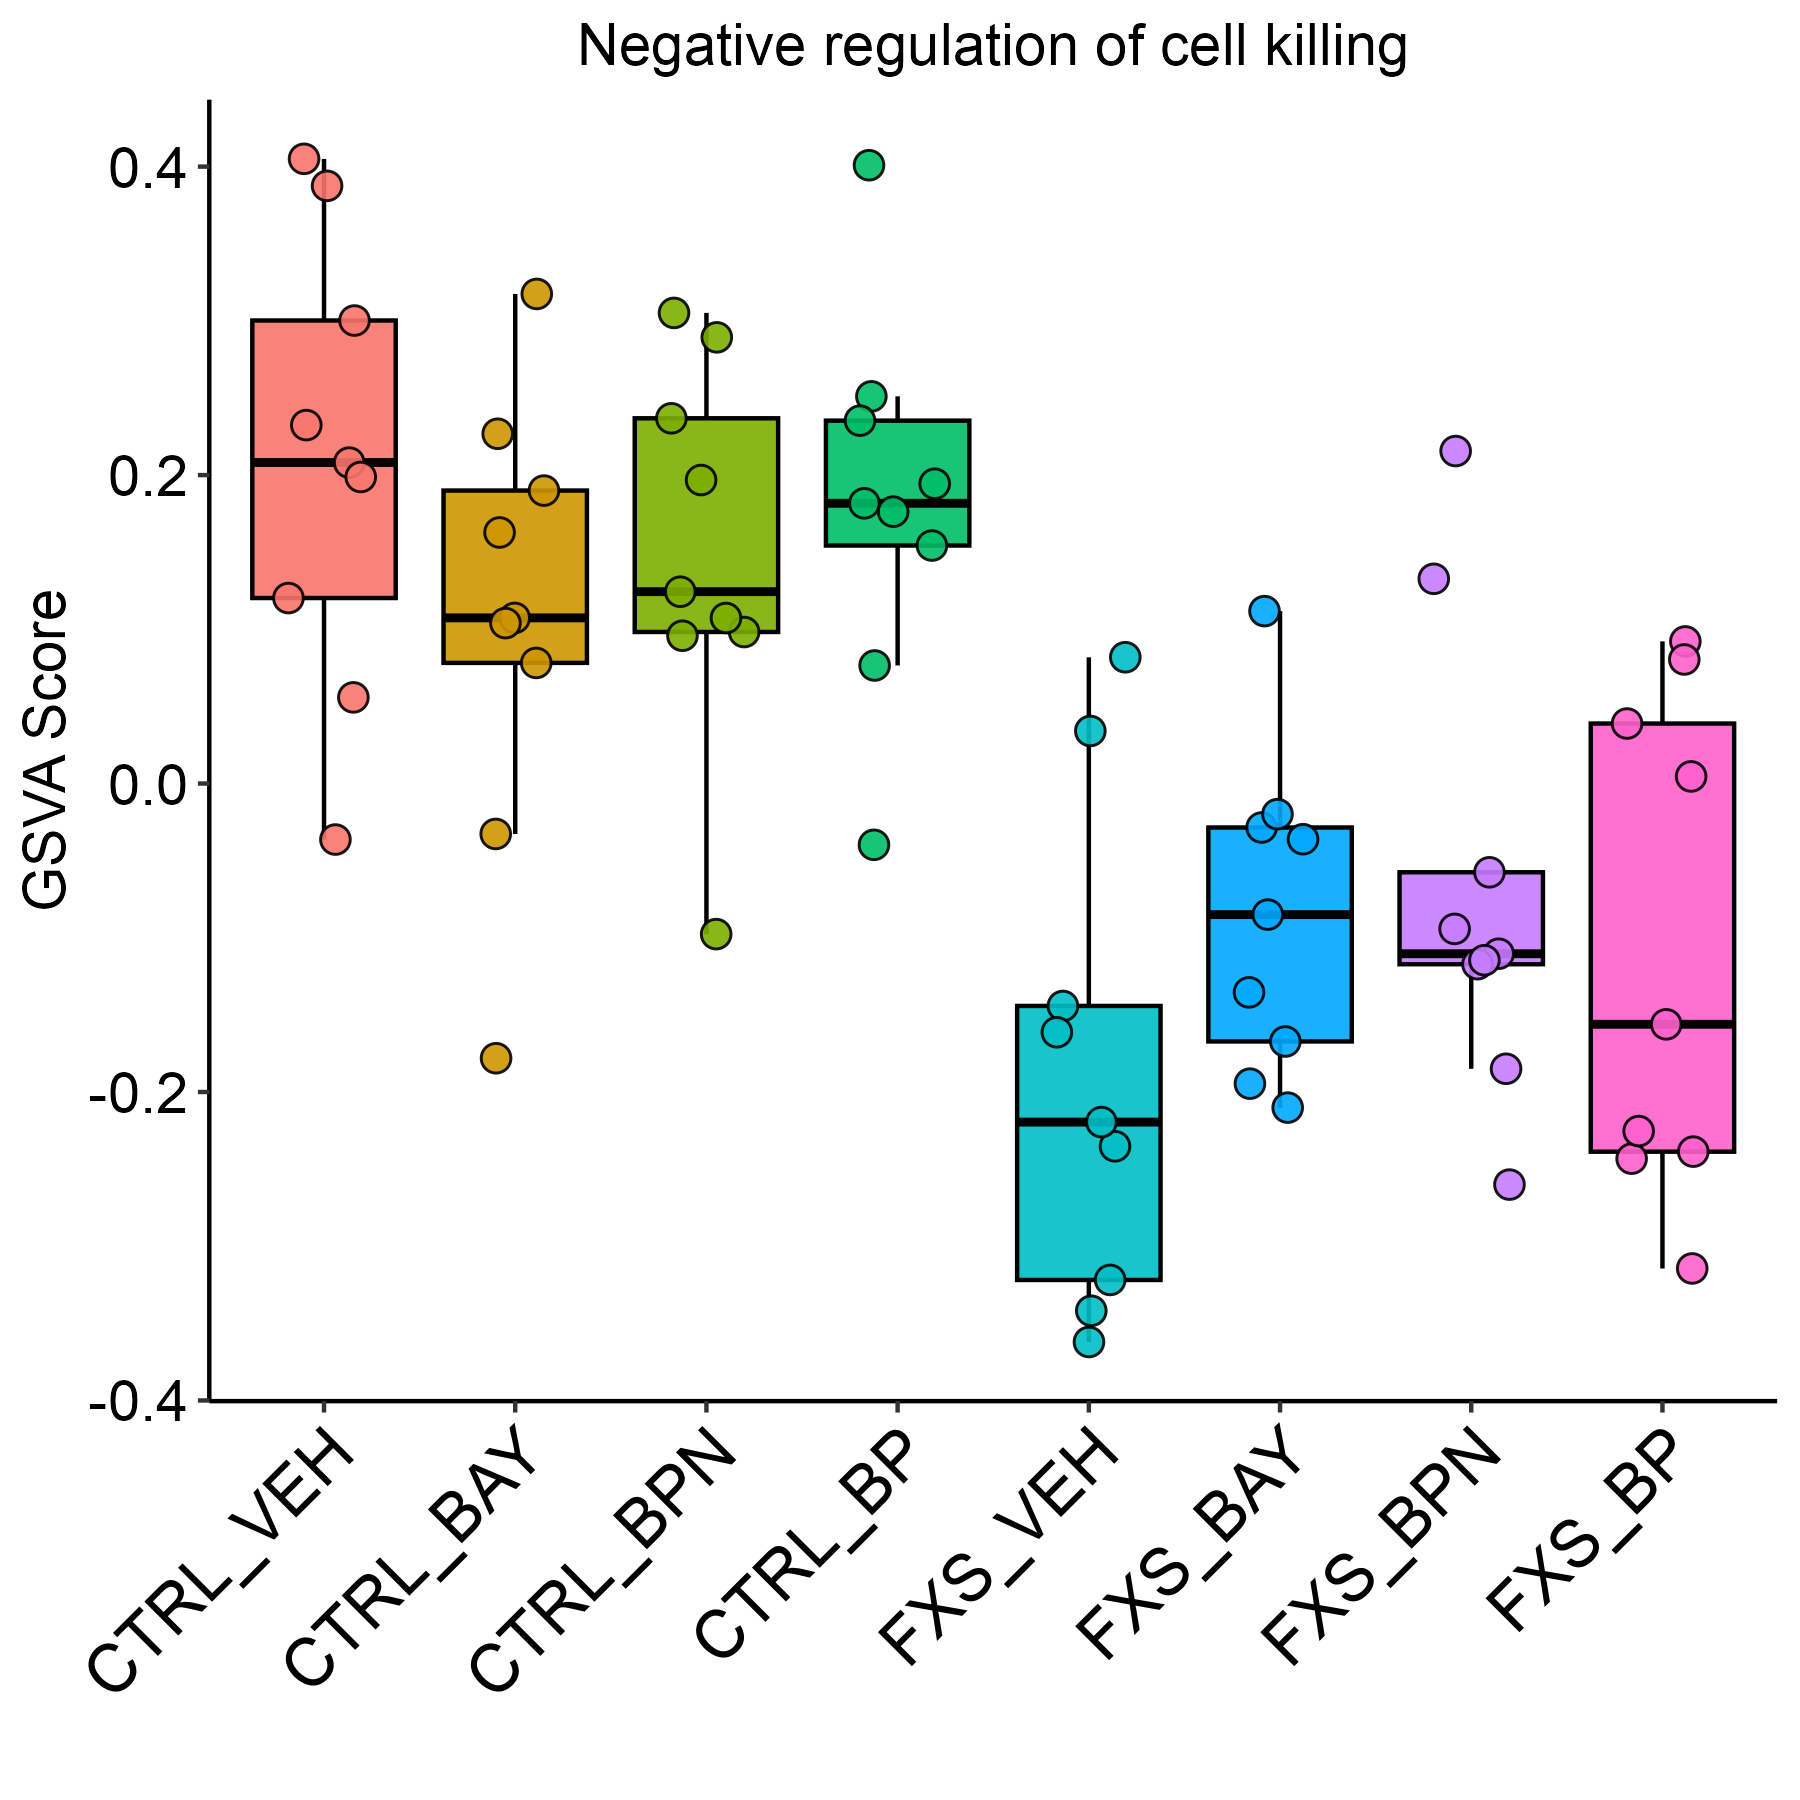 Negative regulation of cell killing
GSVA Score
0.4
0.2
0.0
-0.2
-0.4
CTRL_VEH
CTRL_BAY
CTRL_BPN
CTRL_BP
FXS_VEH
FXS_BAY
FXS_BPN
FXS_BP